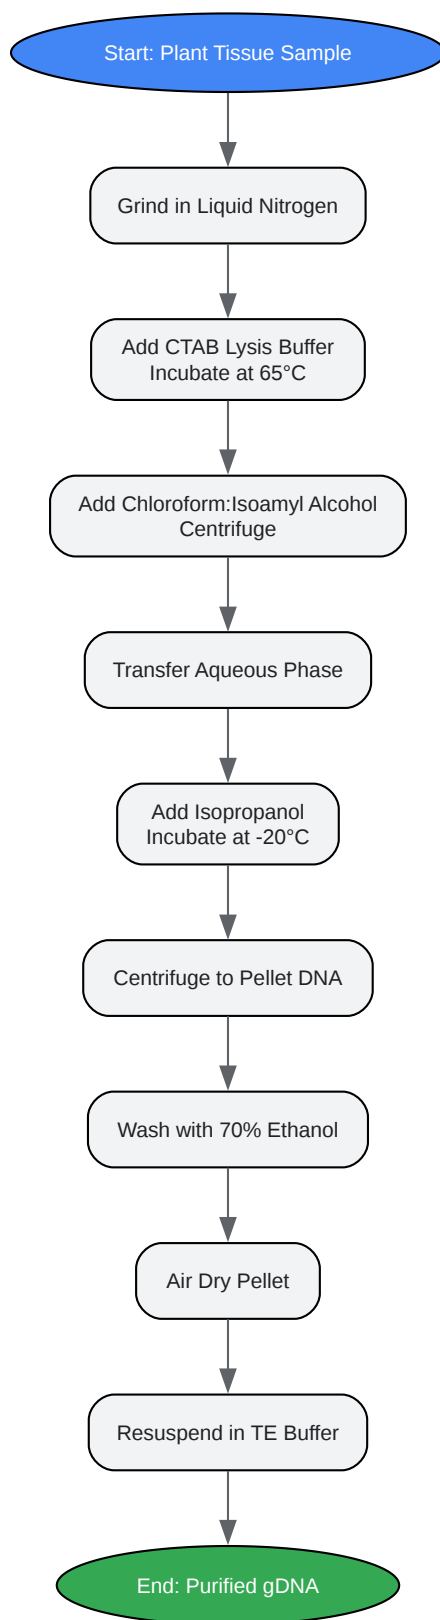 Start: Plant Tissue Sample
Grind in Liquid Nitrogen
Add CTAB Lysis Buffer
Incubate at 65°C
Add Chloroform:Isoamyl Alcohol
Centrifuge
Transfer Aqueous Phase
Add Isopropanol
Incubate at -20°C
Centrifuge to Pellet DNA
Wash with 70% Ethanol
Air Dry Pellet
Resuspend in TE Buffer
End: Purified gDNA